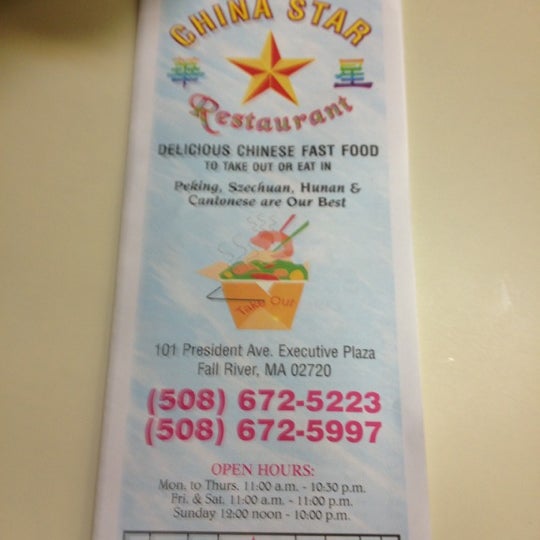 CHINA STAR
華 星
Restaurant
DELICIOUS CHINESE FAST FOOD
TO TAKE OUT OR EAT IN
Peking, Szechuan, Hunan &
Cantonese are Our Best
Take Out
101 President Ave. Executive Plaza
Fall River, MA 02720
(508) 672-5223
(508) 672-5997
OPEN HOURS:
Mon. to Thurs. 11:00 a.m. - 10:30 p.m.
Fri. & Sat. 11:00 a.m. - 11:00 p.m.
Sunday 12:00 noon - 10:00 p.m.